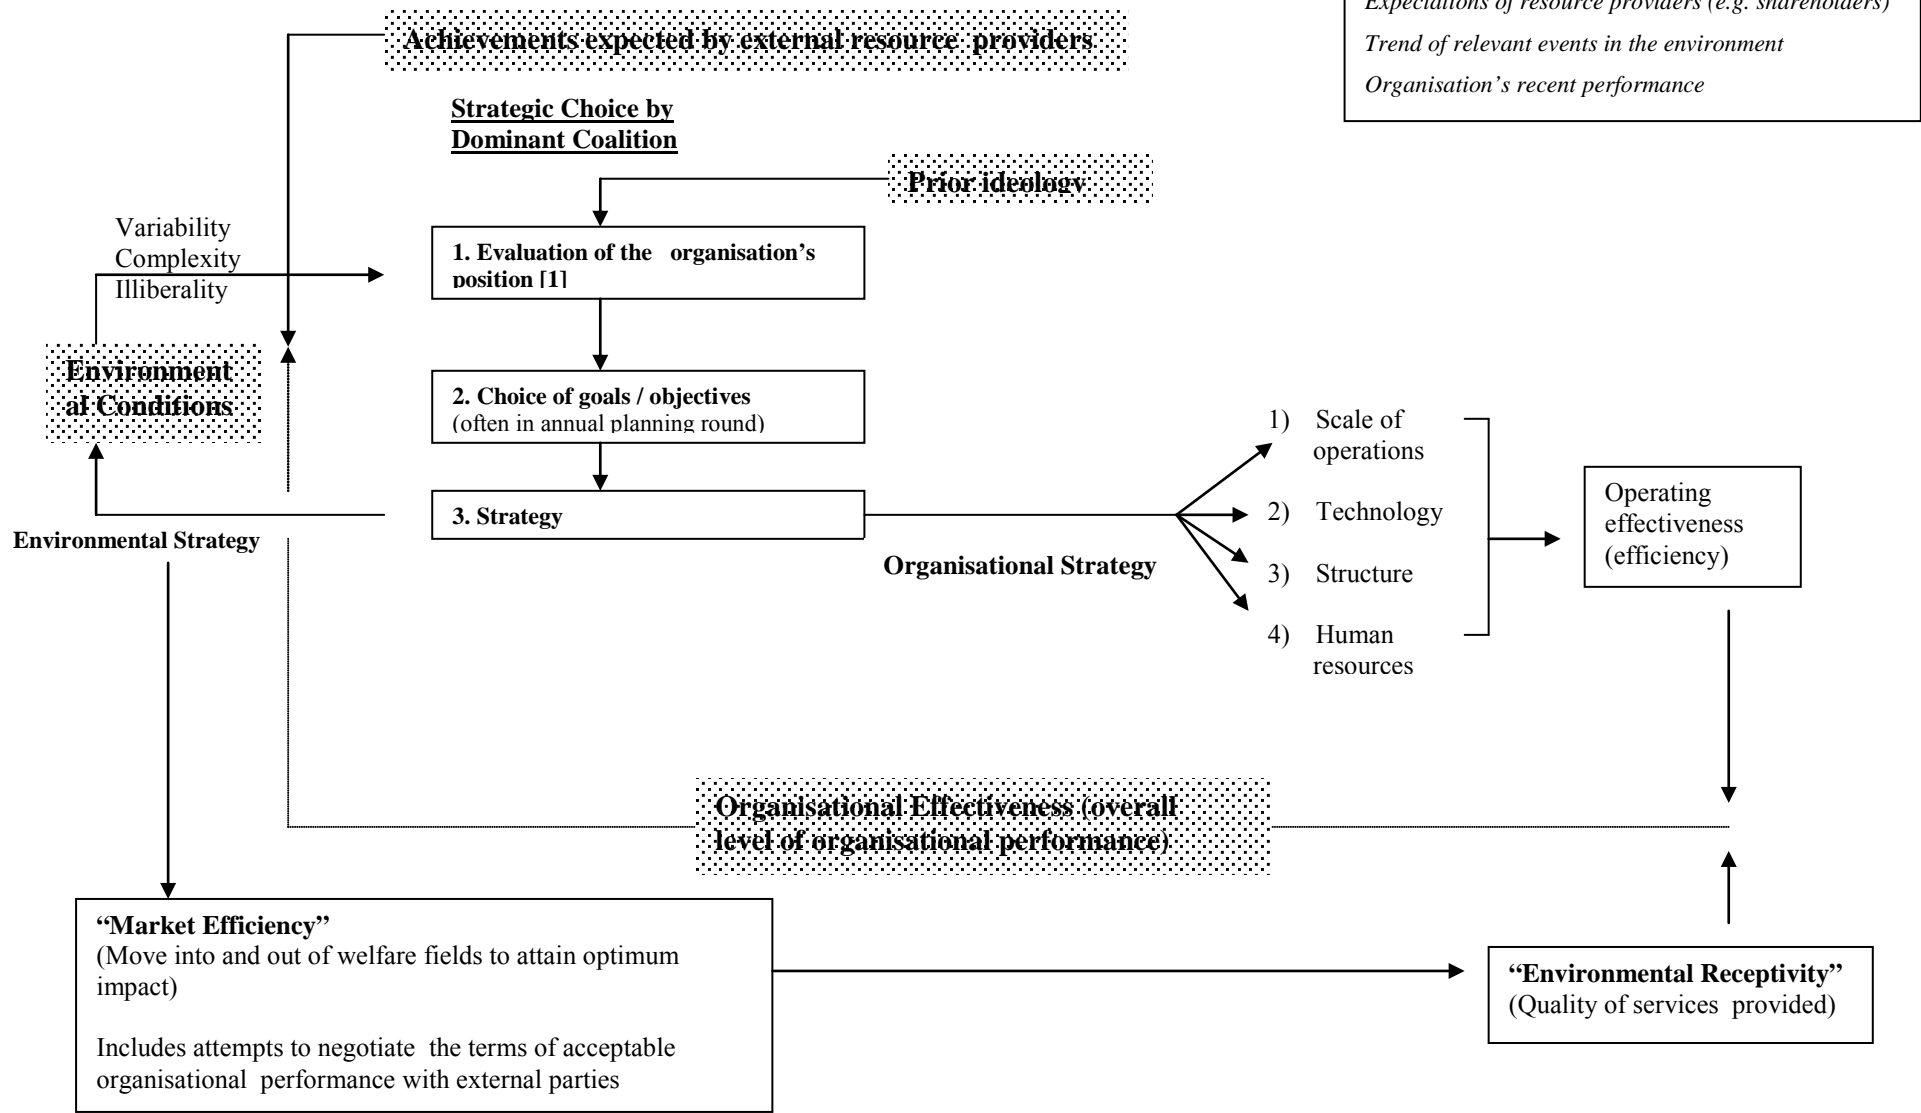 Expectations of resource providers (e.g. shareholders)
Trend of relevant events in the environment
Organisation’s recent performance
Achievements expected by external resource providers
Strategic Choice by
Dominant Coalition
Prior ideology
Variability
Complexity
Illiberality
1. Evaluation of the organisation’s
position [1]
Environment
al Conditions
2. Choice of goals / objectives
(often in annual planning round)
3. Strategy
Environmental Strategy
Organisational Strategy
1) Scale of
operations
2) Technology
3) Structure
4) Human
resources
Operating
effectiveness
(efficiency)
Organisational Effectiveness (overall
level of organisational performance)
“Market Efficiency”
(Move into and out of welfare fields to attain optimum
impact)
Includes attempts to negotiate the terms of acceptable
organisational performance with external parties
“Environmental Receptivity”
(Quality of services provided)